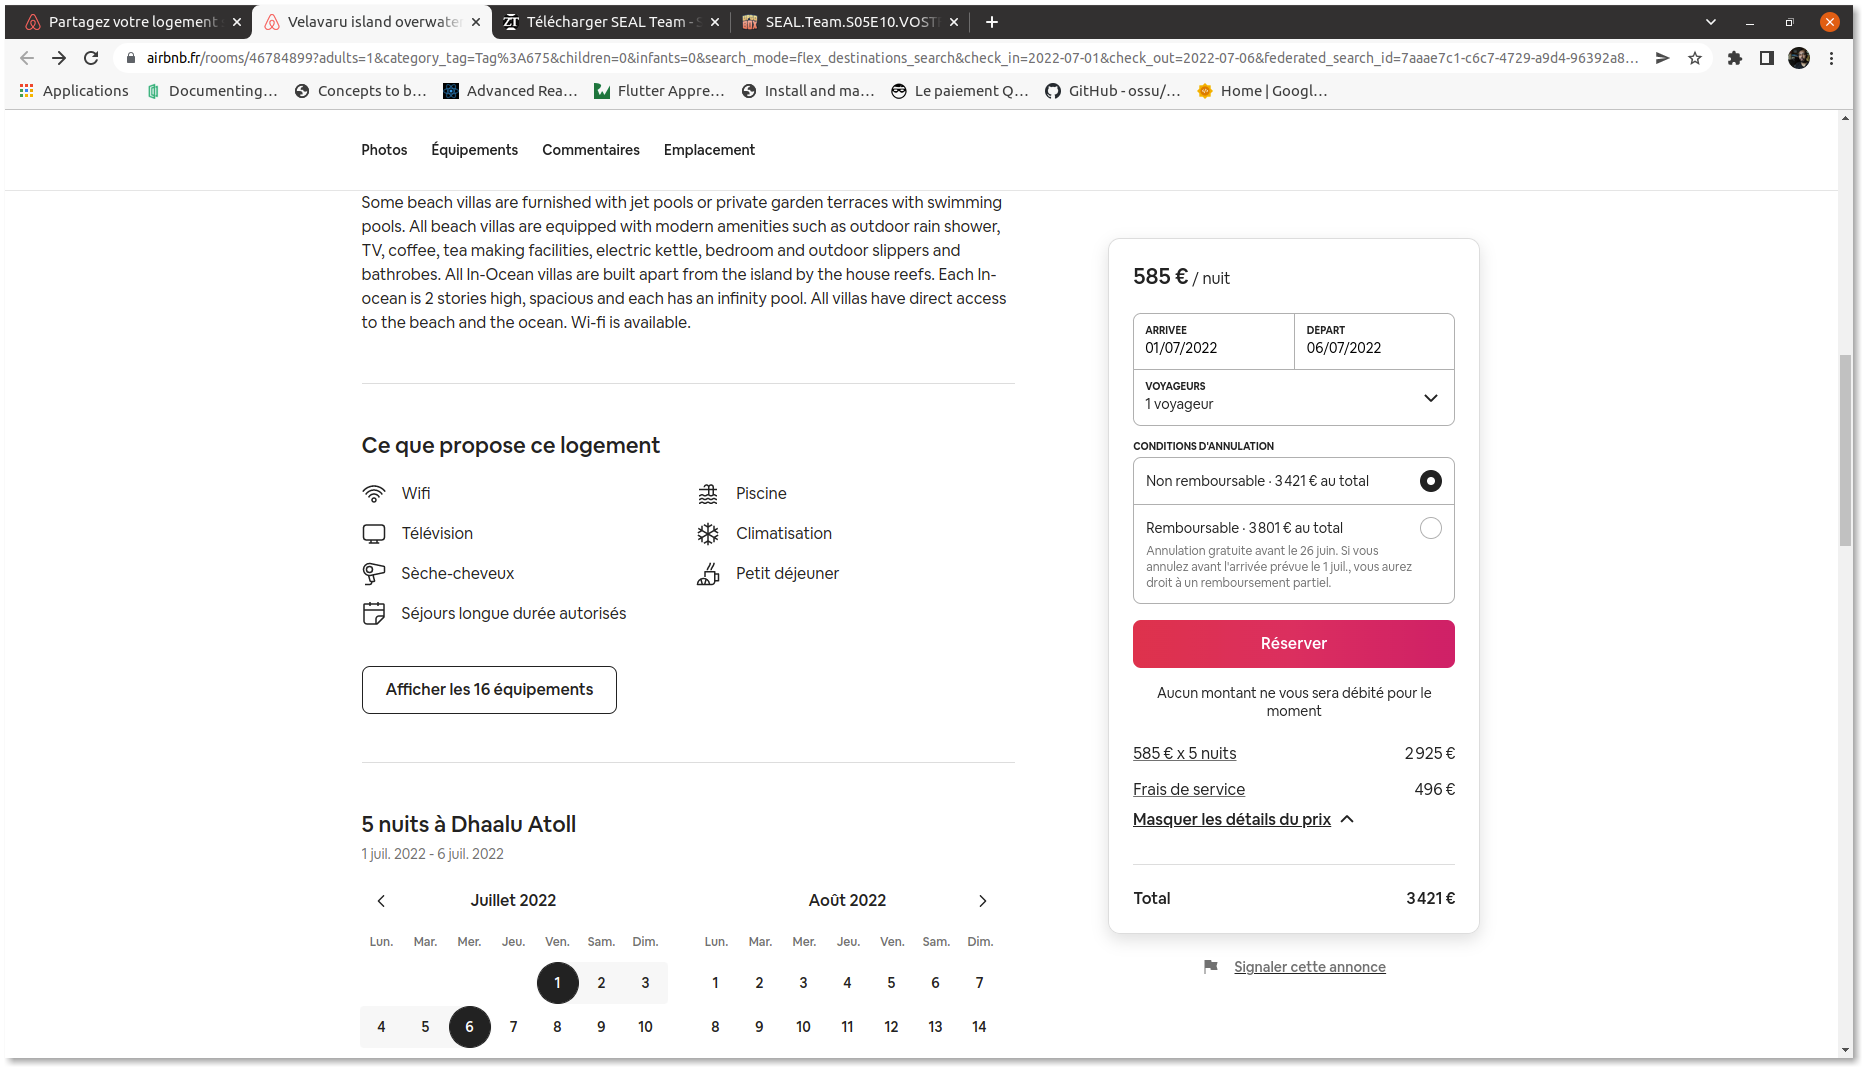 Partagez votre logement
Velavaru island overwate
Télécharger SEAL Team - S
SEAL.Team.S05E10.VOST
airbnb.fr/rooms/46784899?adults=1&category_tag=Tag%3A675&children=0&infants=0&search_mode=flex_destinations_search&check_in=2022-07-01&check_out=2022-07-06&federated_search_id=7aaae7c1-c6c7-4729-a9d4-96392a8...
Applications
Documenting...
Concepts to b...
Advanced Rea...
Flutter Appre...
Install and ma...
Le paiement Q...
GitHub - ossu/...
Home | Googl...
Photos
Équipements
Commentaires
Emplacement
Some beach villas are furnished with jet pools or private garden terraces with swimming
pools. All beach villas are equipped with modern amenities such as outdoor rain shower,
TV, coffee, tea making facilities, electric kettle, bedroom and outdoor slippers and
bathrobes. All In-Ocean villas are built apart from the island by the house reefs. Each In-
ocean is 2 stories high, spacious and each has an infinity pool. All villas have direct access
to the beach and the ocean. Wi-fi is available.
Ce que propose ce logement
Wifi
Piscine
Télévision
Climatisation
Sèche-cheveux
Petit déjeuner
Séjours longue durée autorisés
Afficher les 16 équipements
5 nuits à Dhaalu Atoll
1 juil. 2022 - 6 juil. 2022
Juillet 2022
Lun. Mar. Mer. Jeu. Ven. Sam. Dim.
1 2 3
4 5 6 7 8 9 10
Août 2022
Lun. Mar. Mer. Jeu. Ven. Sam. Dim.
1 2 3 4 5 6 7
8 9 10 11 12 13 14
585 € / nuit
ARRIVÉE
01/07/2022
DÉPART
06/07/2022
VOYAGEURS
1 voyageur
CONDITIONS D'ANNULATION
Non remboursable · 3 421 € au total
Remboursable · 3 801 € au total
Annulation gratuite avant le 26 juin. Si vous
annulez avant l'arrivée prévue le 1 juil., vous aurez
droit à un remboursement partiel.
Réserver
Aucun montant ne vous sera débité pour le
moment
585 € x 5 nuits 2 925 €
Frais de service 496 €
Masquer les détails du prix
Total 3 421 €
Signaler cette annonce